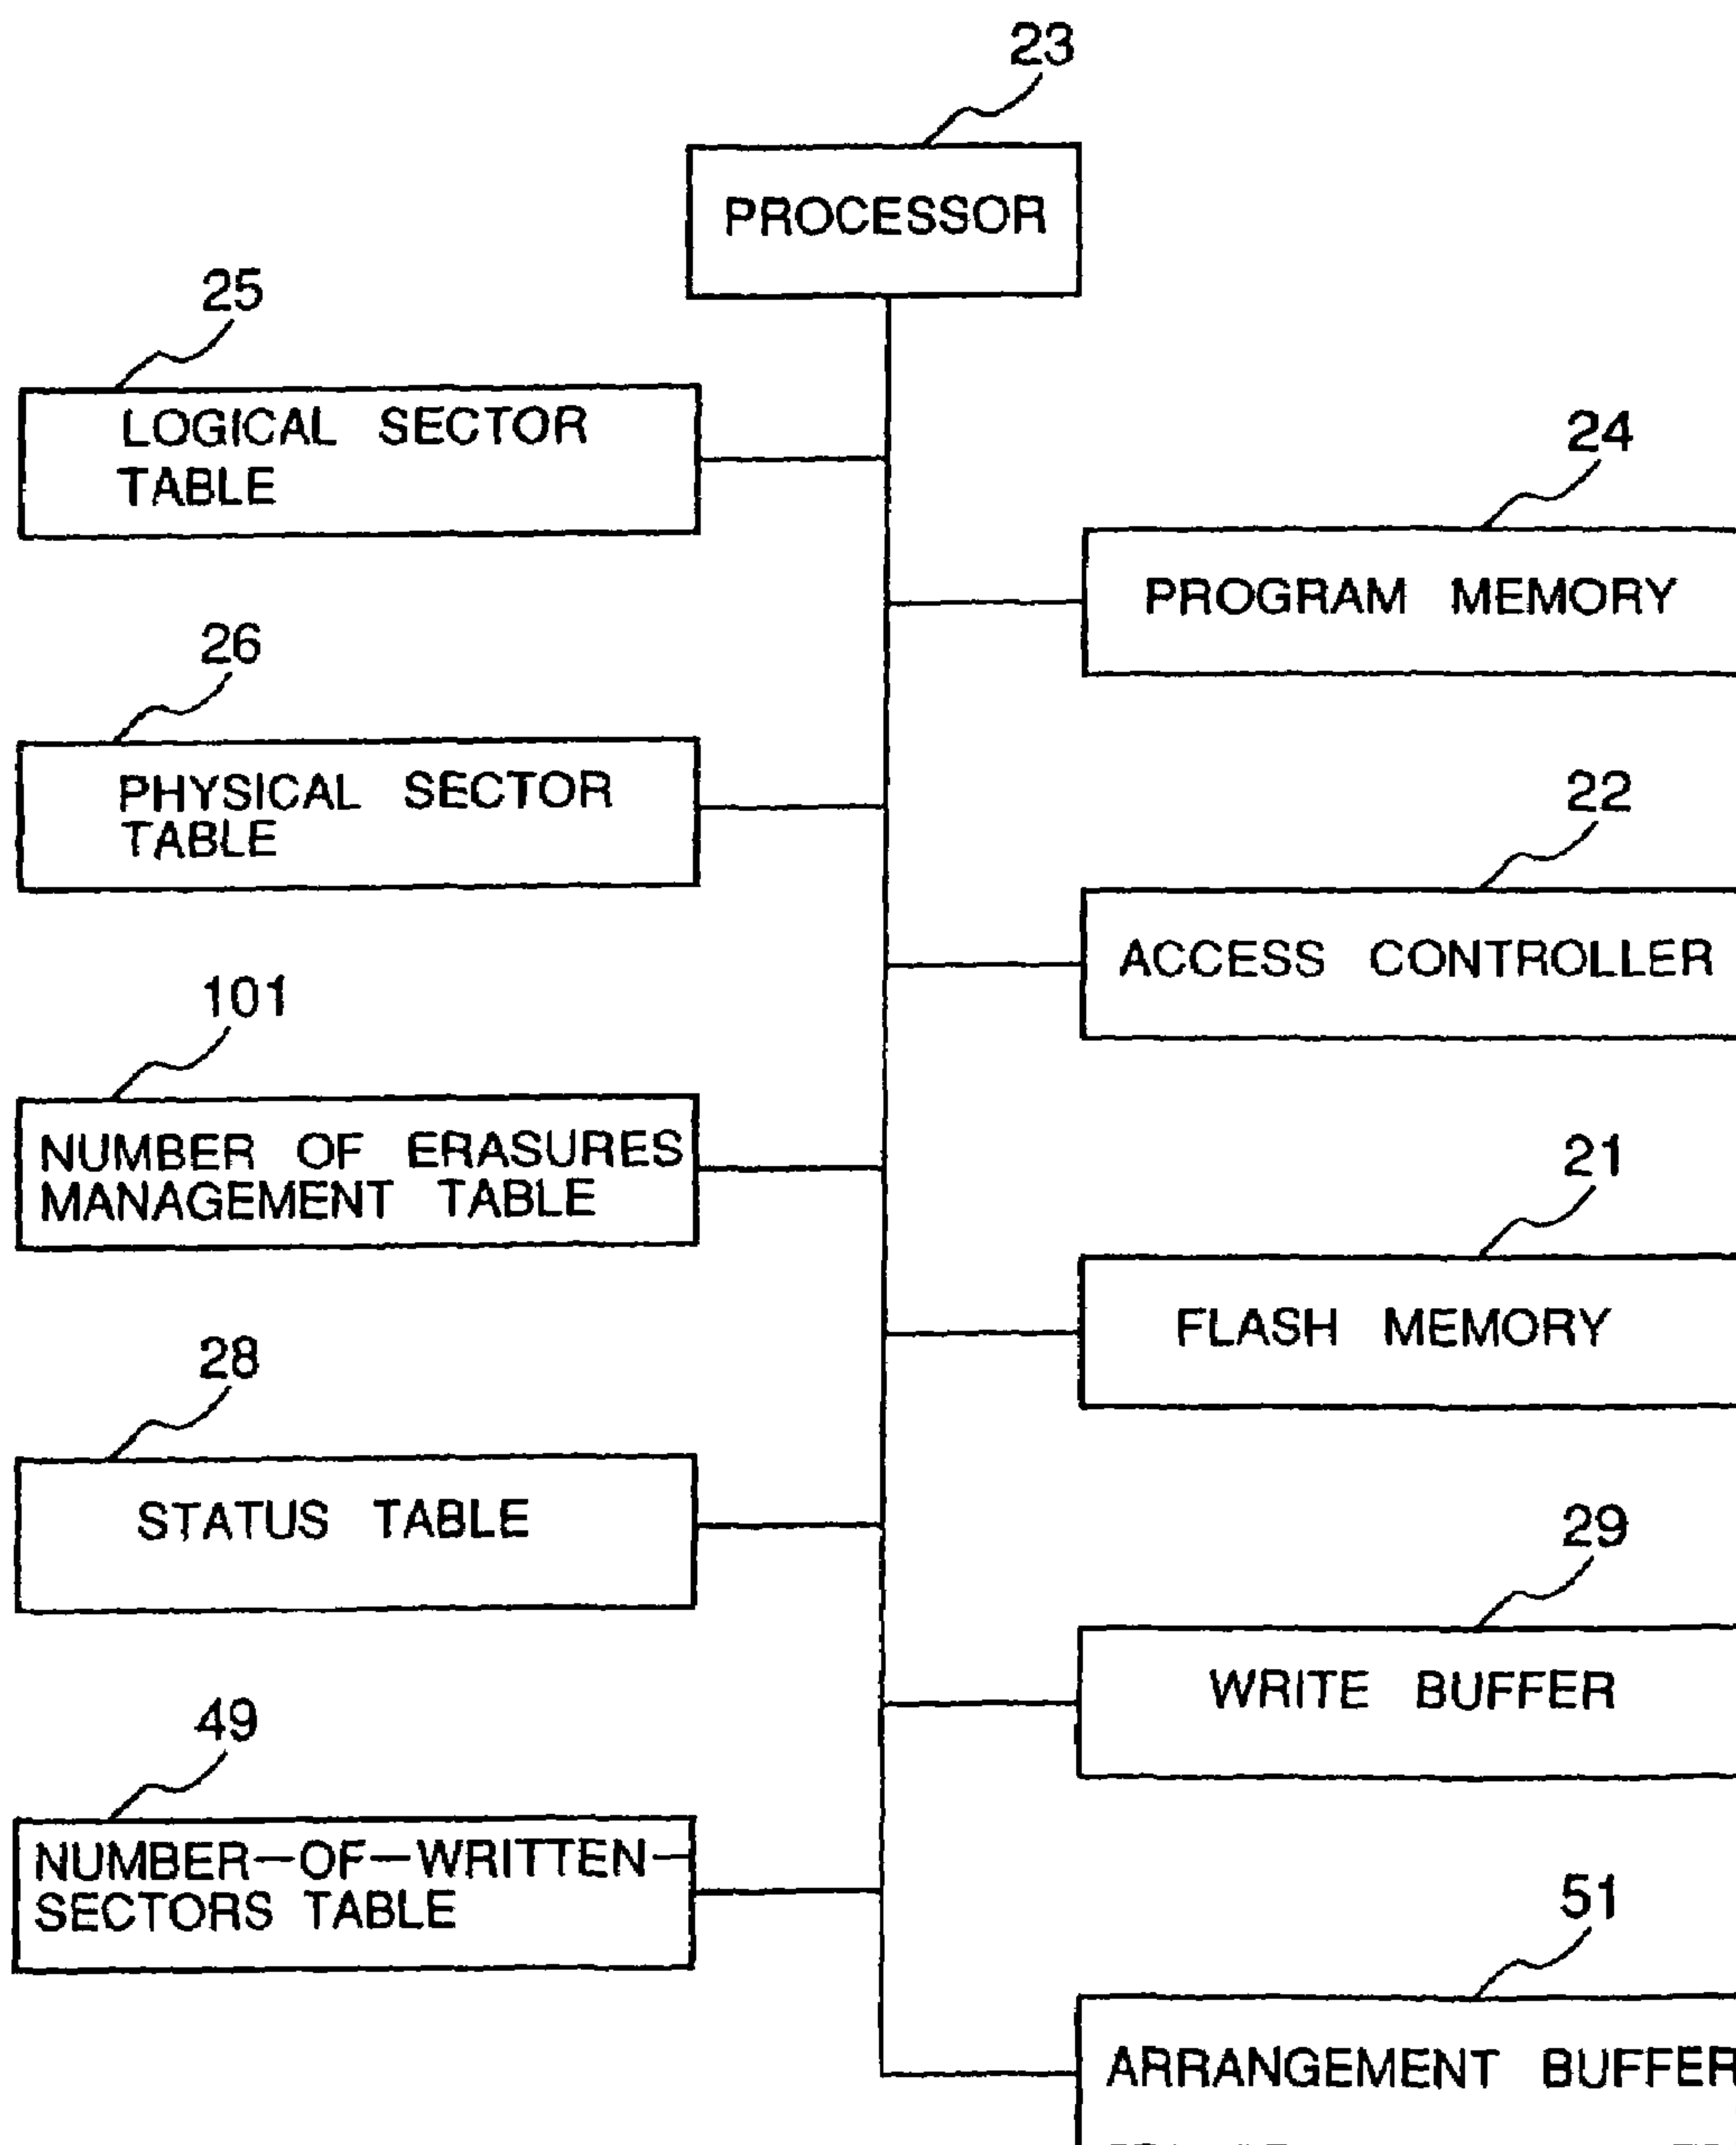 23
PROCESSOR
25
LOGICAL SECTOR
TABLE
24
PROGRAM MEMORY
26
PHYSICAL SECTOR
TABLE
22
ACCESS CONTROLLER
101
NUMBER OF ERASURES
MANAGEMENT TABLE
21
FLASH MEMORY
28
STATUS TABLE
29
WRITE BUFFER
49
NUMBER-OF-WRITTEN-
SECTORS TABLE
51
ARRANGEMENT BUFFER